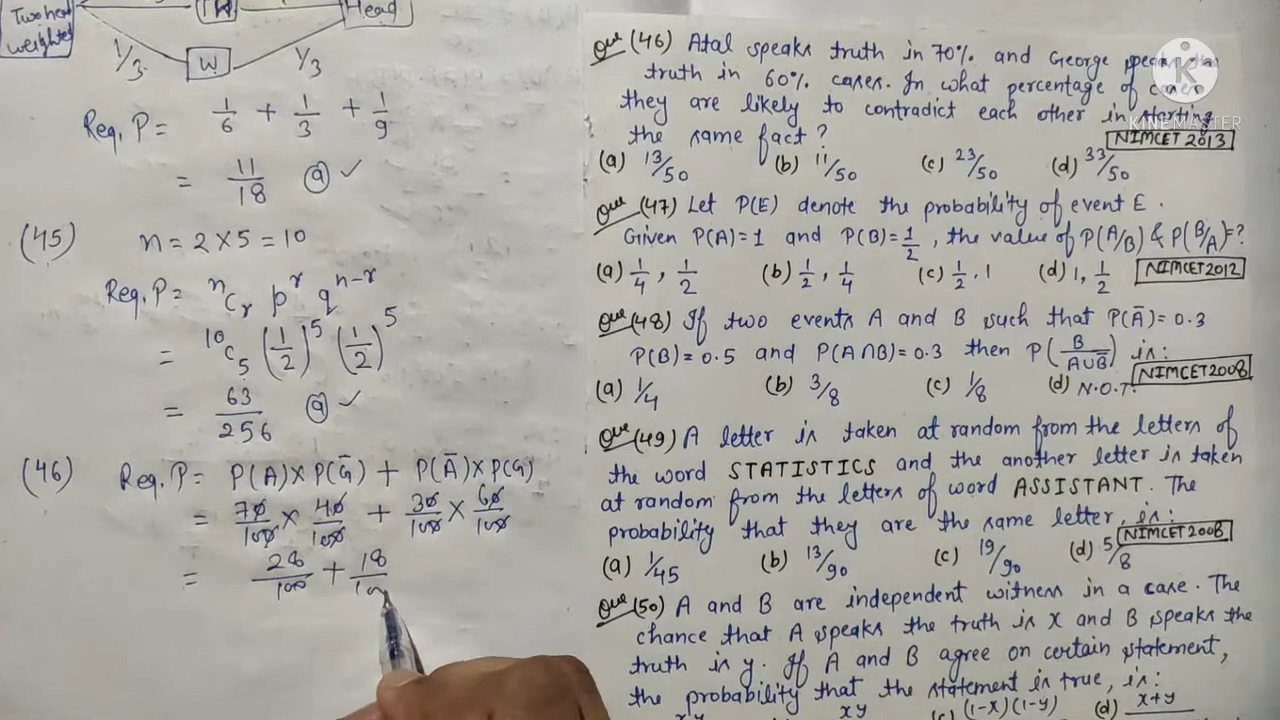 Two head
weighted
TW
Head
1/3
W
1/3
Req. P = 1/6 + 1/3 + 1/9
= 11/18 (a) ✓
(45) n = 2 × 5 = 10
Req. P = nCr p^r q^(n-r)
= 10C5 (1/2)^5 (1/2)^5
= 63/256 (a) ✓
(46) Req. P = P(A) × P(G̅) + P(A̅) × P(G)
= 70/100 × 40/100 + 30/100 × 60/100
= 28/100 + 18/100
Que (46) Atal speaks truth in 70% and George speaks the
truth in 60% cases. In what percentage of cases
they are likely to contradict each other in starting
the same fact ? NIMCET 2013
(a) 13/50 (b) 11/50 (c) 23/50 (d) 33/50
KINEMASTER
Que (47) Let P(E) denote the probability of event E.
Given P(A)=1 and P(B)=1/2, the value of P(A/B) & P(B/A)=?
(a) 1/4, 1/2 (b) 1/2, 1/4 (c) 1/2, 1 (d) 1, 1/2 NIMCET 2012
Que (48) If two events A and B such that P(A̅)= 0.3
P(B)=0.5 and P(A∩B)=0.3 then P(B/A∪B̅) is:
(a) 1/4 (b) 3/8 (c) 1/8 (d) N.O.T. NIMCET 2008
Que (49) A letter is taken at random from the letters of
the word STATISTICS and the another letter is taken
at random from the letters of word ASSISTANT. The
probability that they are the same letter is:
(a) 1/45 (b) 13/90 (c) 19/90 (d) 5/8 NIMCET 2008
Que (50) A and B are independent witness in a case. The
chance that A speaks the truth is x and B speaks the
truth is y. If A and B agree on certain statement,
the probability that the statement is true, is:
xy (c) (1-x)(1-y) (d) x+y